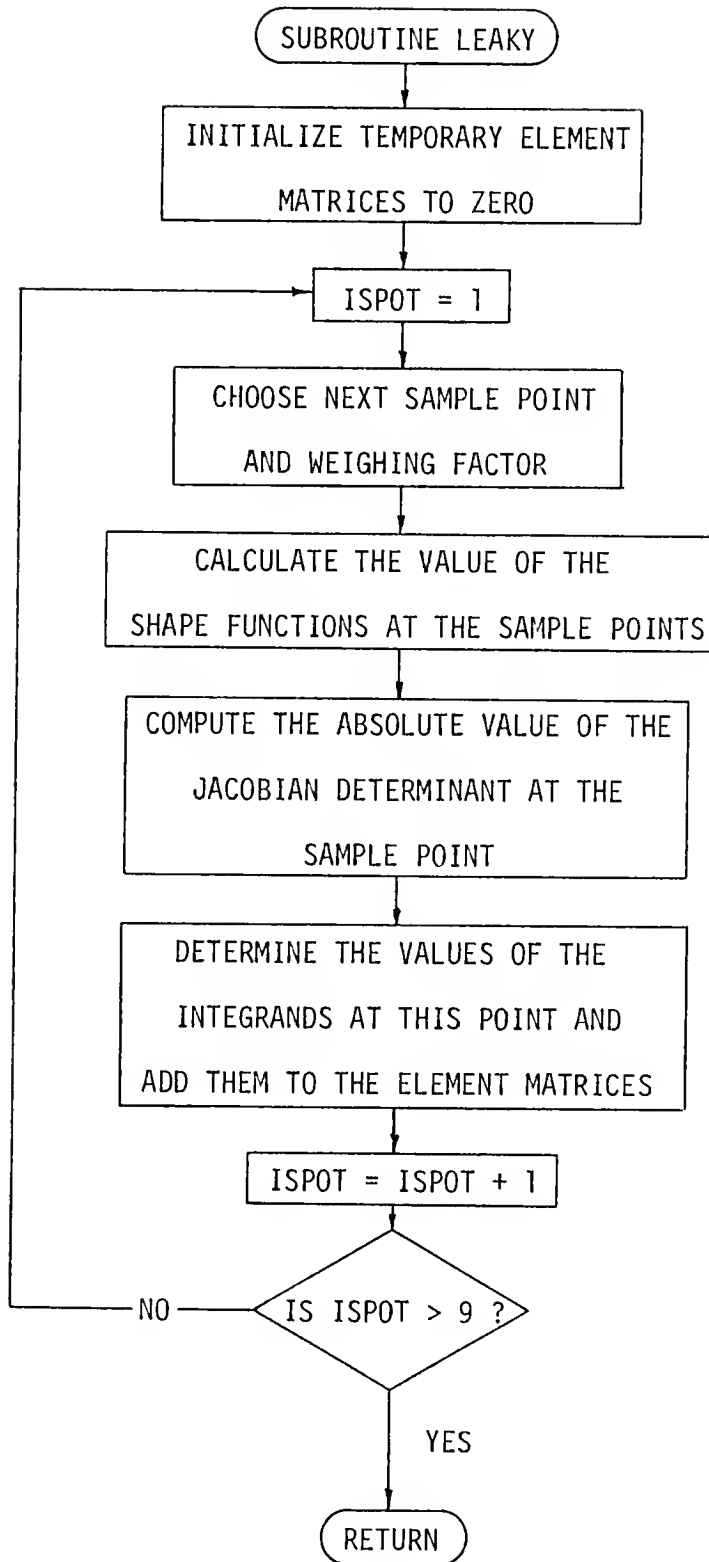 SUBROUTINE LEAKY
INITIALIZE TEMPORARY ELEMENT
MATRICES TO ZERO
ISPOT = 1
CHOOSE NEXT SAMPLE POINT
AND WEIGHING FACTOR
CALCULATE THE VALUE OF THE
SHAPE FUNCTIONS AT THE SAMPLE POINTS
COMPUTE THE ABSOLUTE VALUE OF THE
JACOBIAN DETERMINANT AT THE
SAMPLE POINT
DETERMINE THE VALUES OF THE
INTEGRANDS AT THIS POINT AND
ADD THEM TO THE ELEMENT MATRICES
ISPOT = ISPOT + 1
NO
IS ISPOT > 9 ?
YES
RETURN